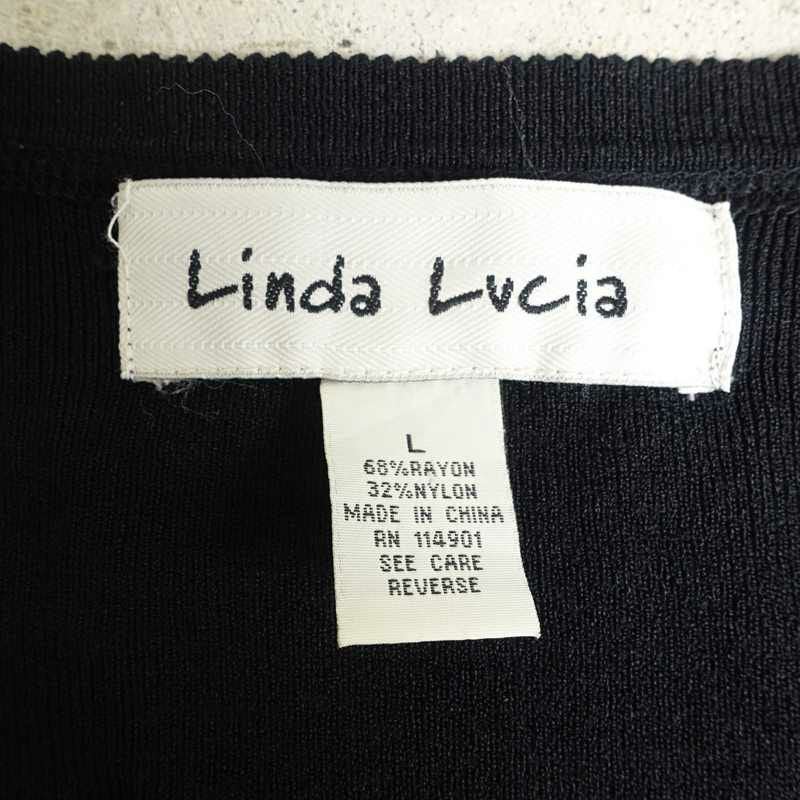 Linda Lucia
L
68%RAYON
32%NYLON
MADE IN CHINA
RN 114901
SEE CARE
REVERSE